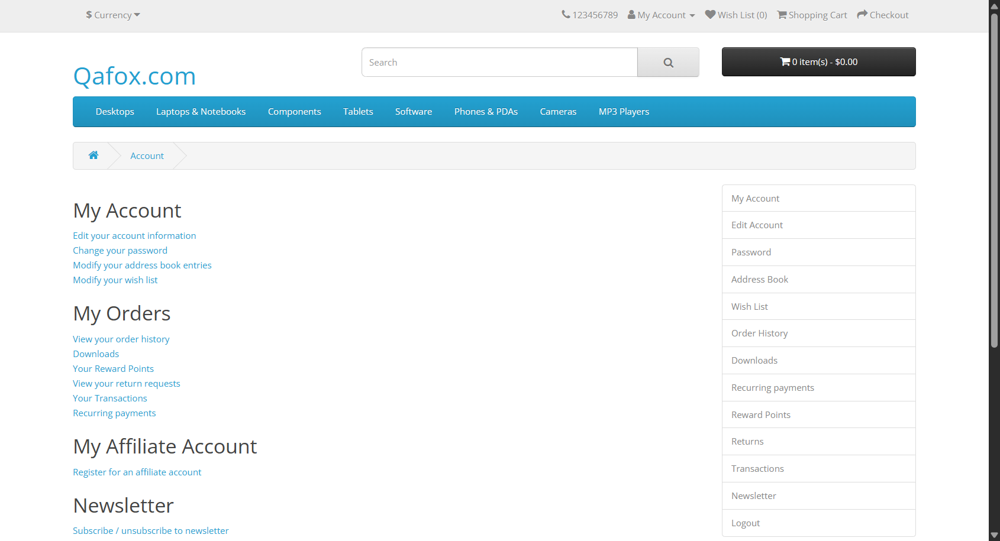 $ Currency
123456789 My Account Wish List (0) Shopping Cart Checkout
Qafox.com
Search
0 item(s) - $0.00
Desktops Laptops & Notebooks Components Tablets Software Phones & PDAs Cameras MP3 Players
Account
My Account
Edit your account information
Change your password
Modify your address book entries
Modify your wish list
My Orders
View your order history
Downloads
Your Reward Points
View your return requests
Your Transactions
Recurring payments
My Affiliate Account
Register for an affiliate account
Newsletter
Subscribe / unsubscribe to newsletter
My Account
Edit Account
Password
Address Book
Wish List
Order History
Downloads
Recurring payments
Reward Points
Returns
Transactions
Newsletter
Logout